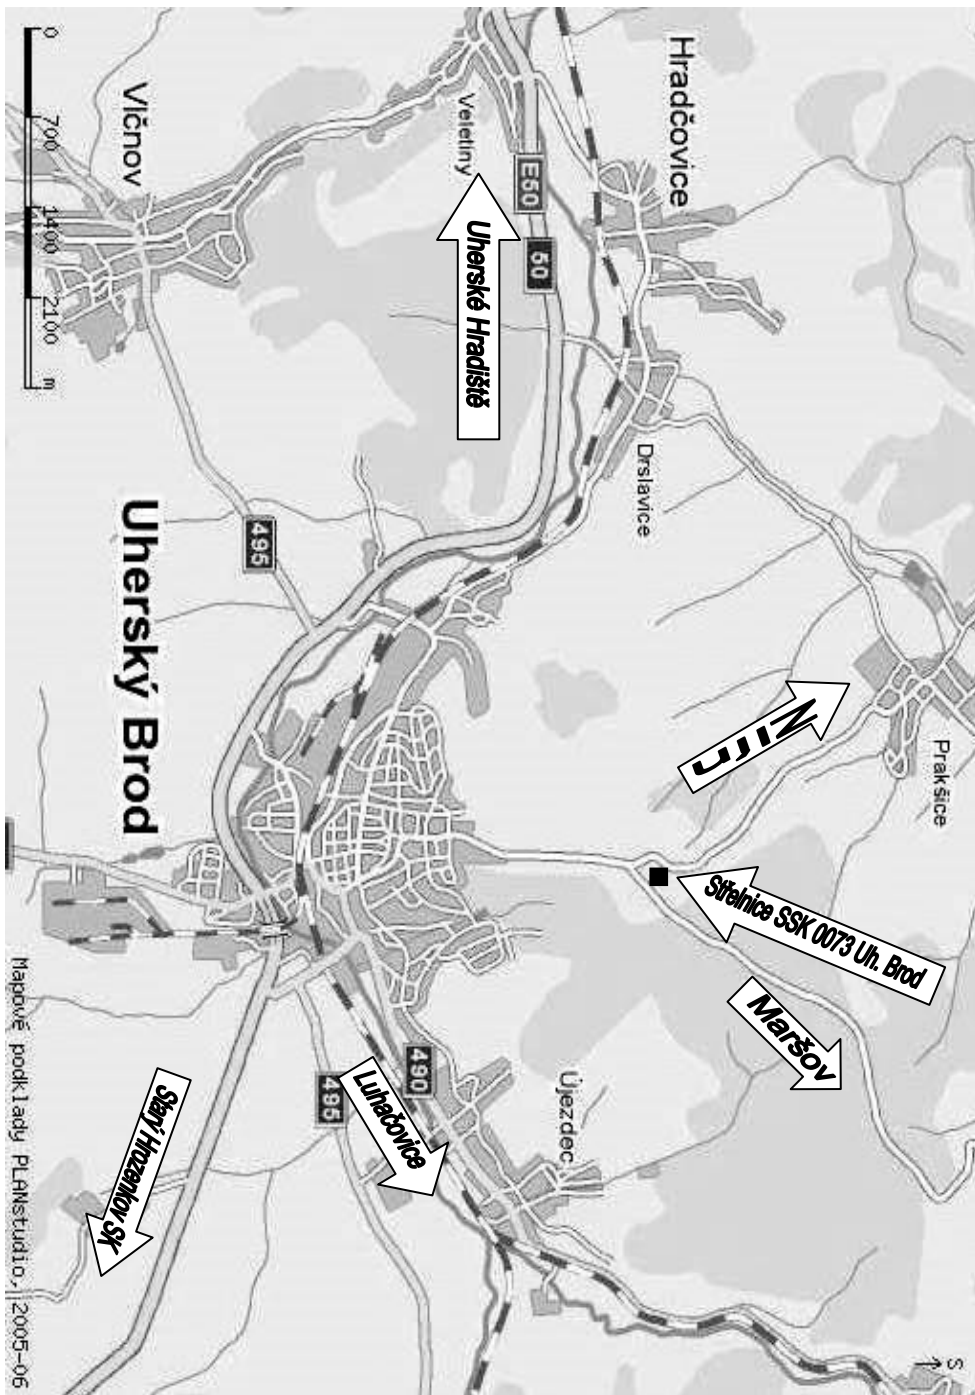 0 700 1400 2100 m
Vlčnov
Veletiny
Hradčovice
E50
50
Uherské Hradiště
Drslavice
495
Uherský Brod
Prakšice
Zlín
Střelnice SSK 0073 Uh. Brod
Maršov
490
495
Luhačovice
Újezdec
Starý Hrozenkov SK
S
Mapové podklady PLANstudio, 2005-06